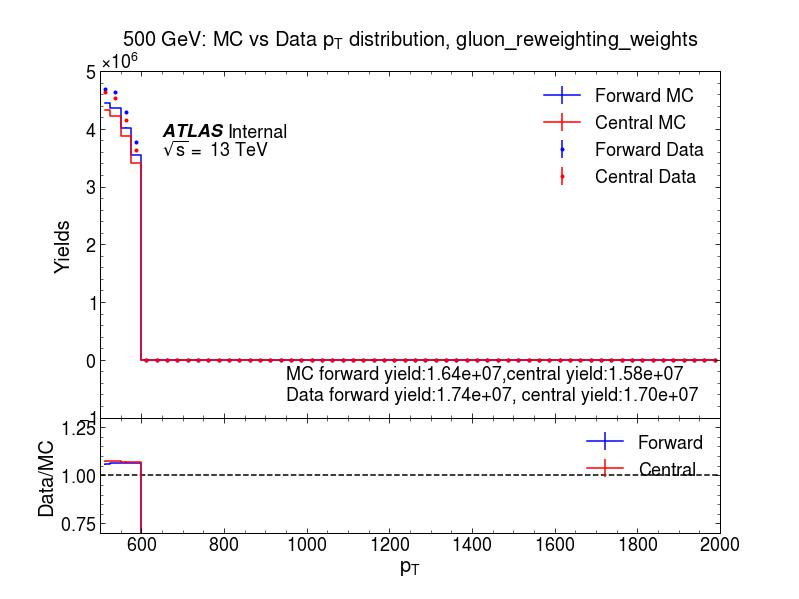 500 GeV: MC vs Data pT distribution, gluon_reweighting_weights
×10⁶
5
4
3
2
1
0
−1
Yields
ATLAS Internal
√s = 13 TeV
Forward MC
Central MC
Forward Data
Central Data
MC forward yield:1.64e+07,central yield:1.58e+07
Data forward yield:1.74e+07, central yield:1.70e+07
1.25
1.00
0.75
Data/MC
Forward
Central
600 800 1000 1200 1400 1600 1800 2000
pT